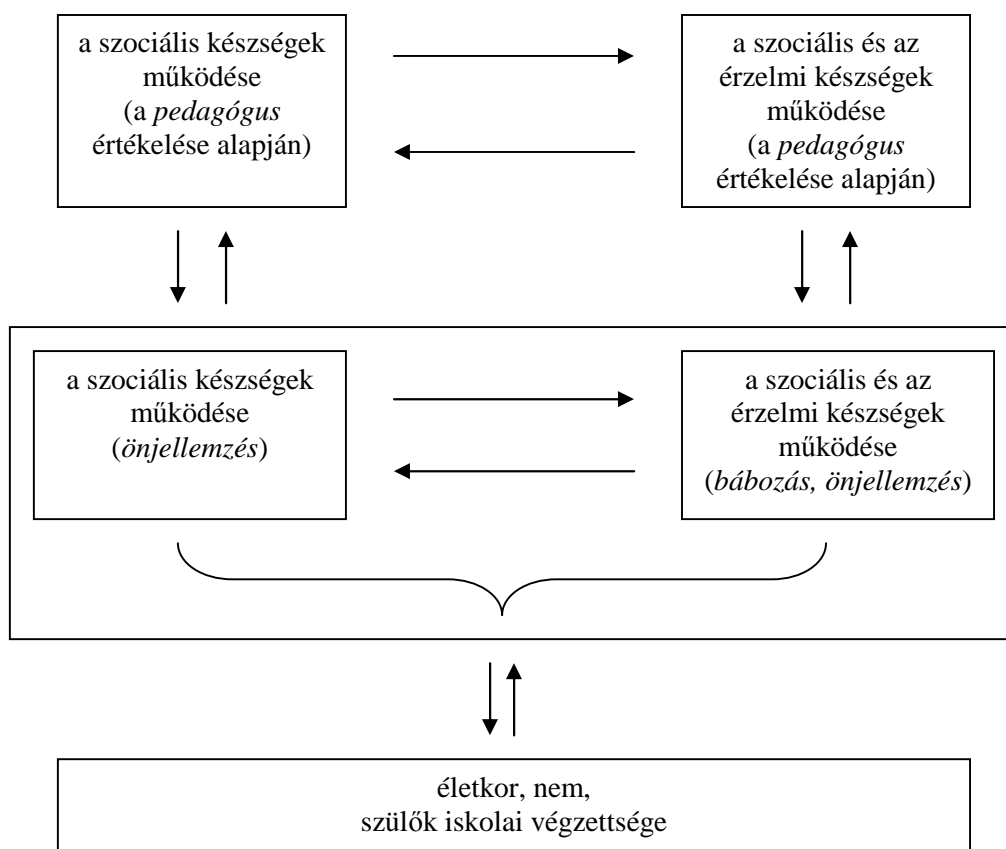 a szociális készségek
működése
(a pedagógus
értékelése alapján)
a szociális és az
érzelmi készségek
működése
(a pedagógus
értékelése alapján)
a szociális készségek
működése
(önjellemzés)
a szociális és az
érzelmi készségek
működése
(bábozás, önjellemzés)
életkor, nem,
szülők iskolai végzettsége